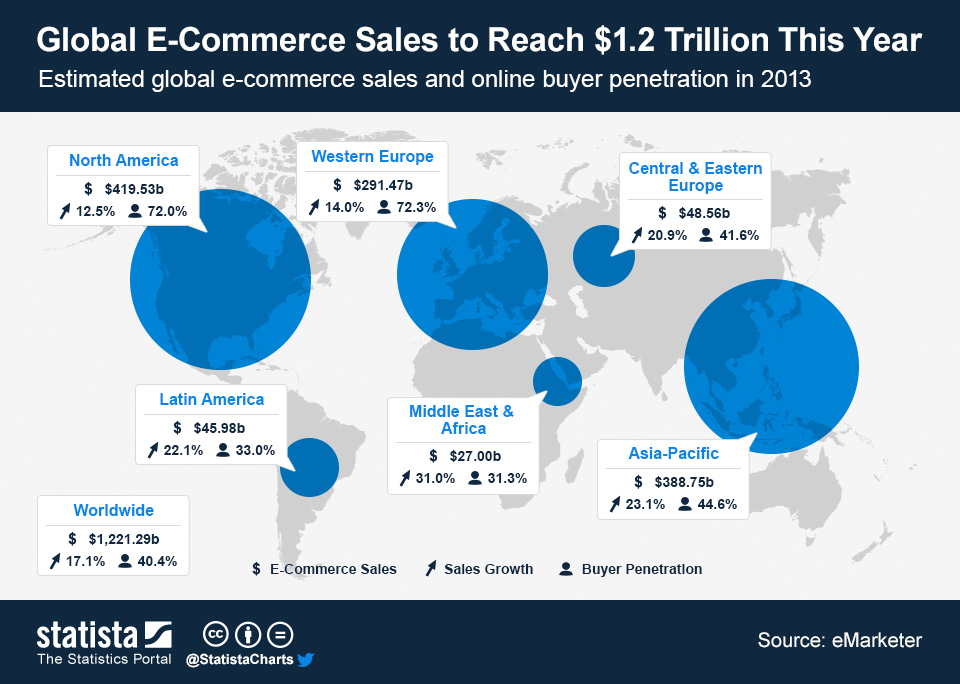 Global E-Commerce Sales to Reach $1.2 Trillion This Year
Estimated global e-commerce sales and online buyer penetration in 2013
North America
$ $419.53b
12.5% 72.0%
Western Europe
$ $291.47b
14.0% 72.3%
Central & Eastern
Europe
$ $48.56b
20.9% 41.6%
Latin America
$ $45.98b
22.1% 33.0%
Middle East &
Africa
$ $27.00b
31.0% 31.3%
Asia-Pacific
$ $388.75b
23.1% 44.6%
Worldwide
$ $1,221.29b
17.1% 40.4%
$ E-Commerce Sales Sales Growth Buyer Penetration
statista
The Statistics Portal
cc
@StatistaCharts
Source: eMarketer